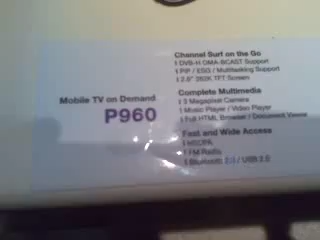 Mobile TV on Demand
P960
Channel Surf on the Go
DVB-H OMA-BCAST Support
PIP / ESG / Multitasking Support
2.6" 262K TFT Screen
Complete Multimedia
3 Megapixel Camera
Music Player / Video Player
Full HTML Browser / Document Viewer
Fast and Wide Access
HSDPA
FM Radio
Bluetooth 2.0 / USB 2.0